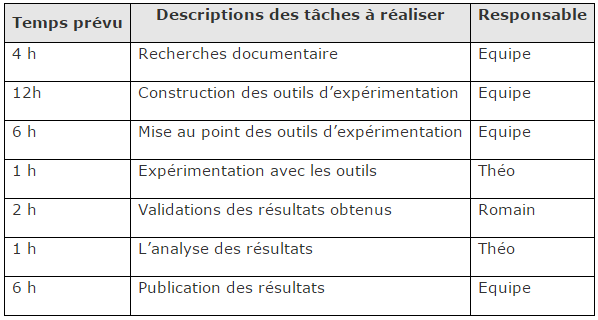 Temps prévu Descriptions des tâches à réaliser Responsable
4 h Recherches documentaire Equipe
12h Construction des outils d’expérimentation Equipe
6 h Mise au point des outils d’expérimentation Equipe
1 h Expérimentation avec les outils Théo
2 h Validations des résultats obtenus Romain
1 h L’analyse des résultats Théo
6 h Publication des résultats Equipe